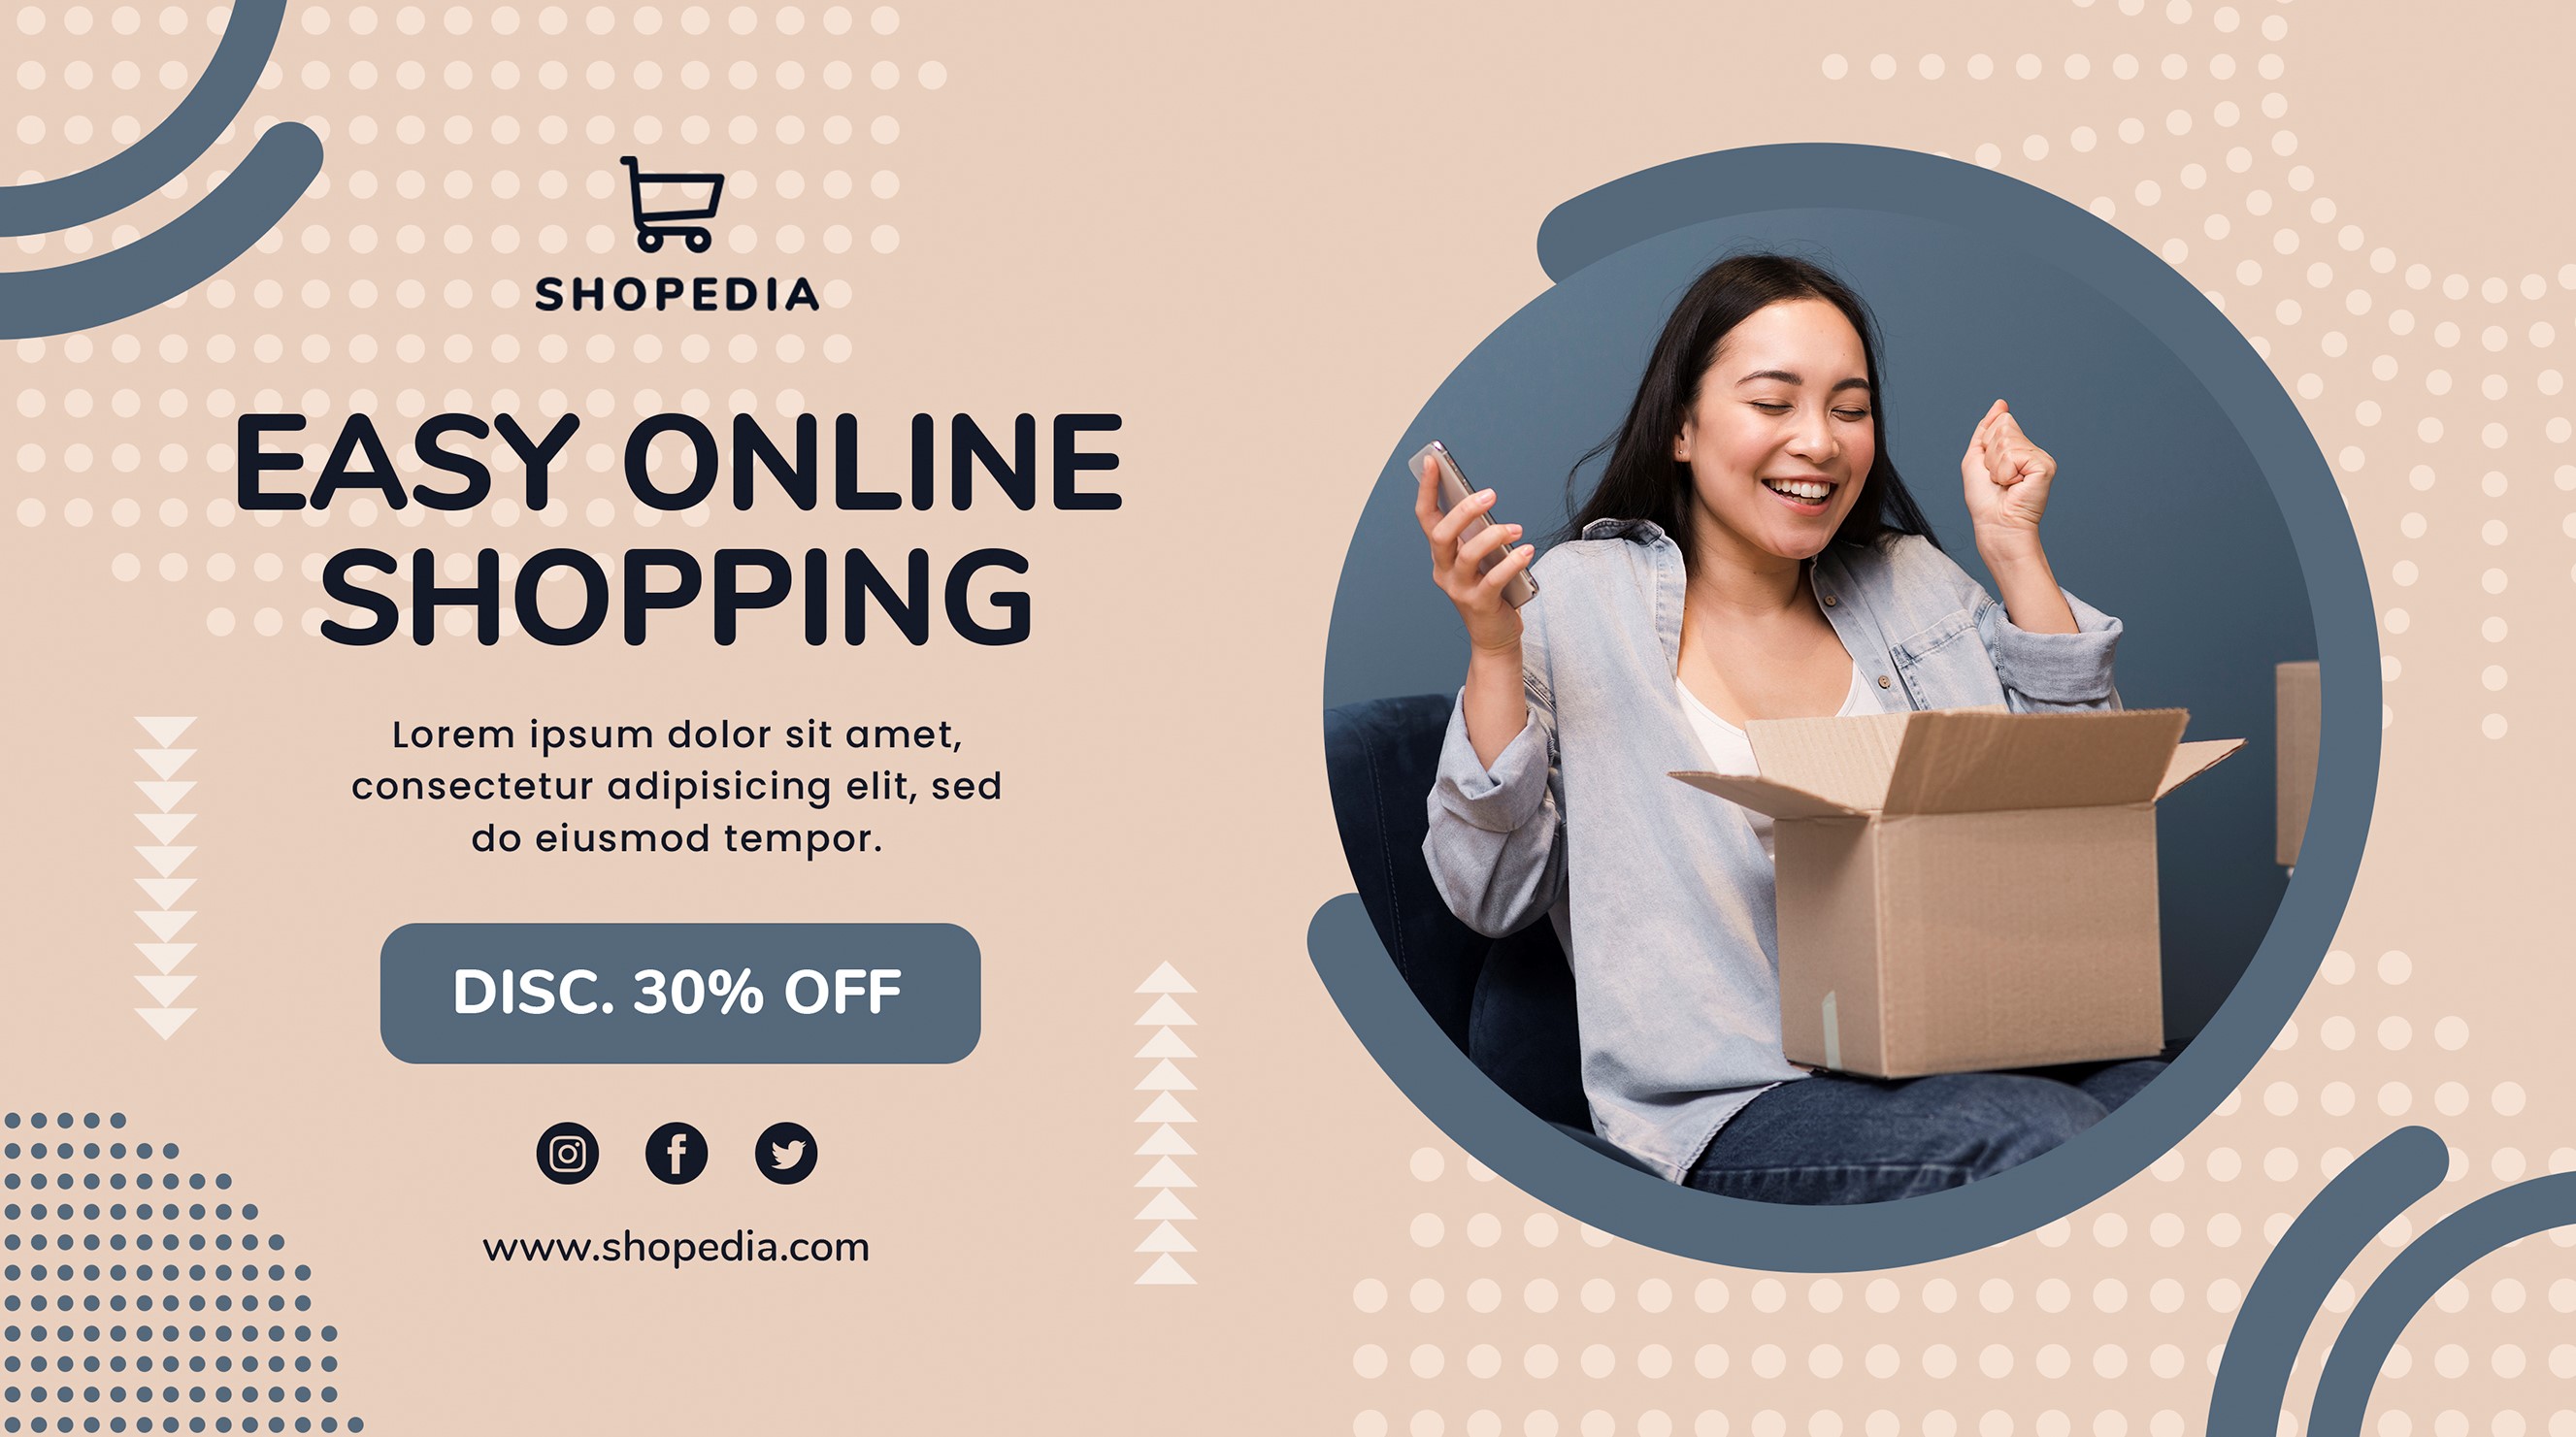 SHOPEDIA
EASY ONLINE
SHOPPING
Lorem ipsum dolor sit amet,
consectetur adipisicing elit, sed
do eiusmod tempor.
DISC. 30% OFF
www.shopedia.com